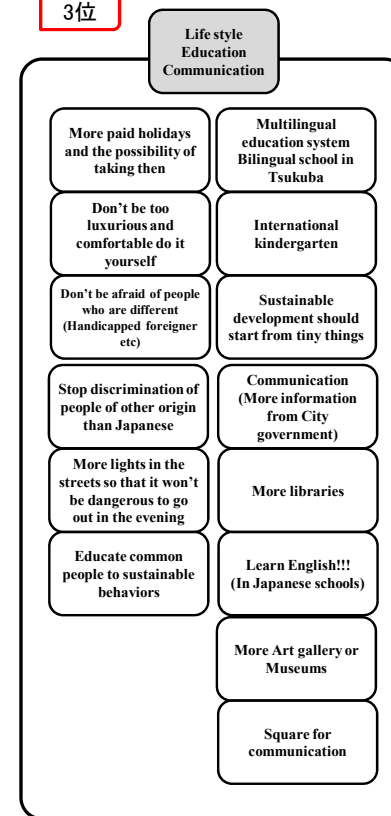 3位
Life style
Education
Communication
More paid holidays
and the possibility of
taking then
Don't be too
luxurious and
comfortable do it
yourself
Don't be afraid of people
who are different
(Handicapped foreigner
etc)
Stop discrimination of
people of other origin
than Japanese
More lights in the
streets so that it won't
be dangerous to go
out in the evening
Educate common
people to sustainable
behaviors
Multilingual
education system
Bilingual school in
Tsukuba
International
kindergarten
Sustainable
development should
start from tiny things
Communication
(More information
from City
government)
More libraries
Learn English!!!
(In Japanese schools)
More Art gallery or
Museums
Square for
communication